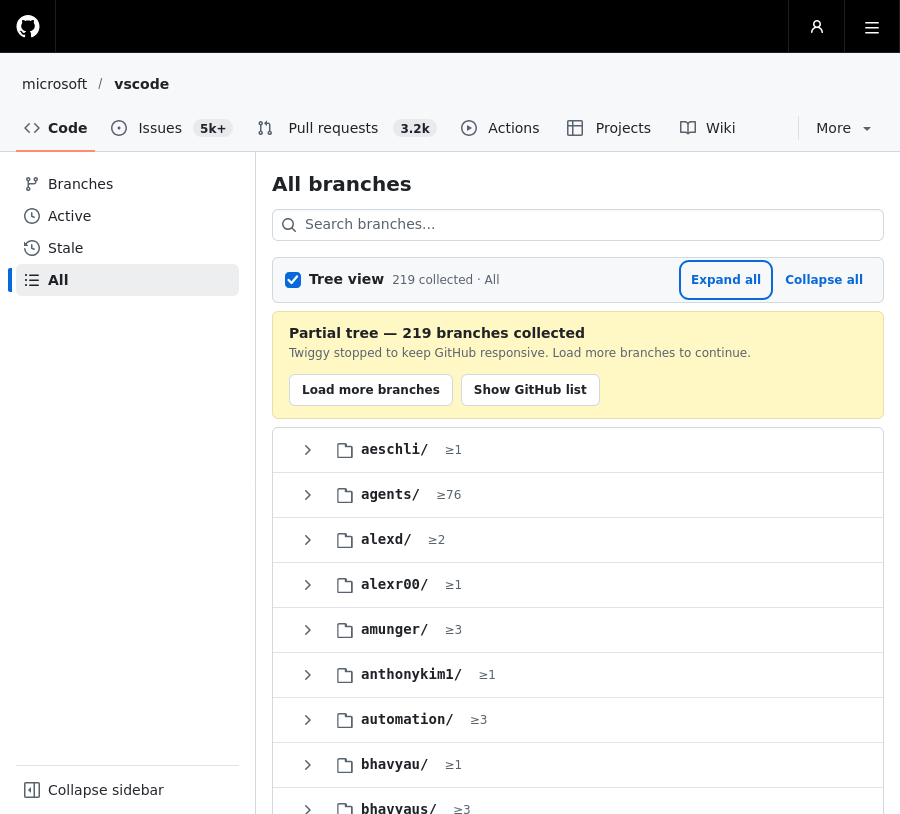 microsoft / vscode
Code Issues 5k+ Pull requests 3.2k Actions Projects Wiki More
Branches
Active
Stale
All
Collapse sidebar
All branches
Search branches...
Tree view 219 collected · All Expand all Collapse all
Partial tree — 219 branches collected
Twiggy stopped to keep GitHub responsive. Load more branches to continue.
Load more branches Show GitHub list
aeschli/ ≥1
agents/ ≥76
alexd/ ≥2
alexr00/ ≥1
amunger/ ≥3
anthonykim1/ ≥1
automation/ ≥3
bhavyau/ ≥1
bhavyaus/ ≥3